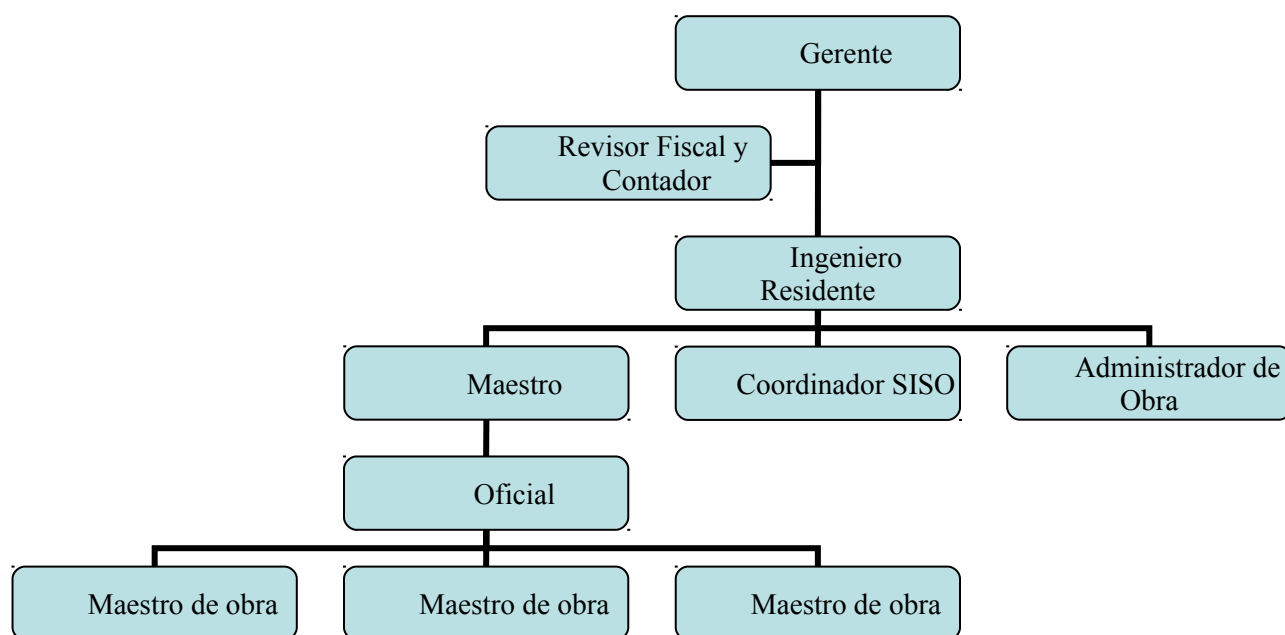 Gerente
Revisor Fiscal y
Contador
Ingeniero
Residente
Maestro
Coordinador SISO
Administrador de
Obra
Oficial
Maestro de obra
Maestro de obra
Maestro de obra